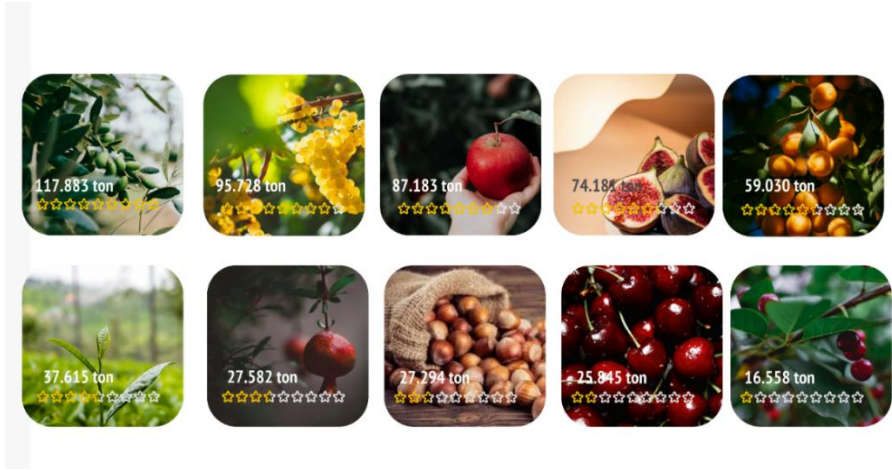 117.883 ton
95.728 ton
87.183 ton
74.181 ton
59.030 ton
37.615 ton
27.582 ton
27.294 ton
25.845 ton
16.558 ton